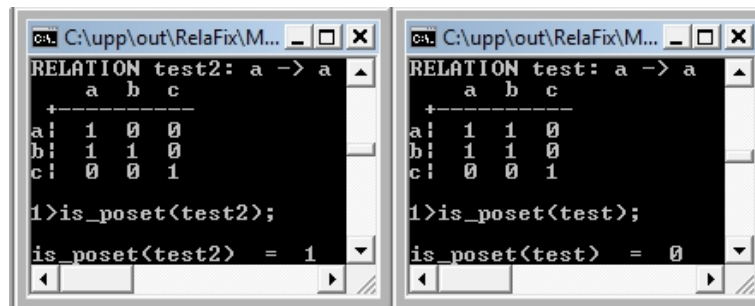 C:\upp\out\RelaFix\M...
RELATION test2: a -> a
a b c
+-----------
a¦ 1 0 0
b¦ 1 1 0
c¦ 0 0 1
1>is_poset(test2);
is_poset(test2) = 1
C:\upp\out\RelaFix\M...
RELATION test: a -> a
a b c
+-----------
a¦ 1 1 0
b¦ 1 1 0
c¦ 0 0 1
1>is_poset(test);
is_poset(test) = 0